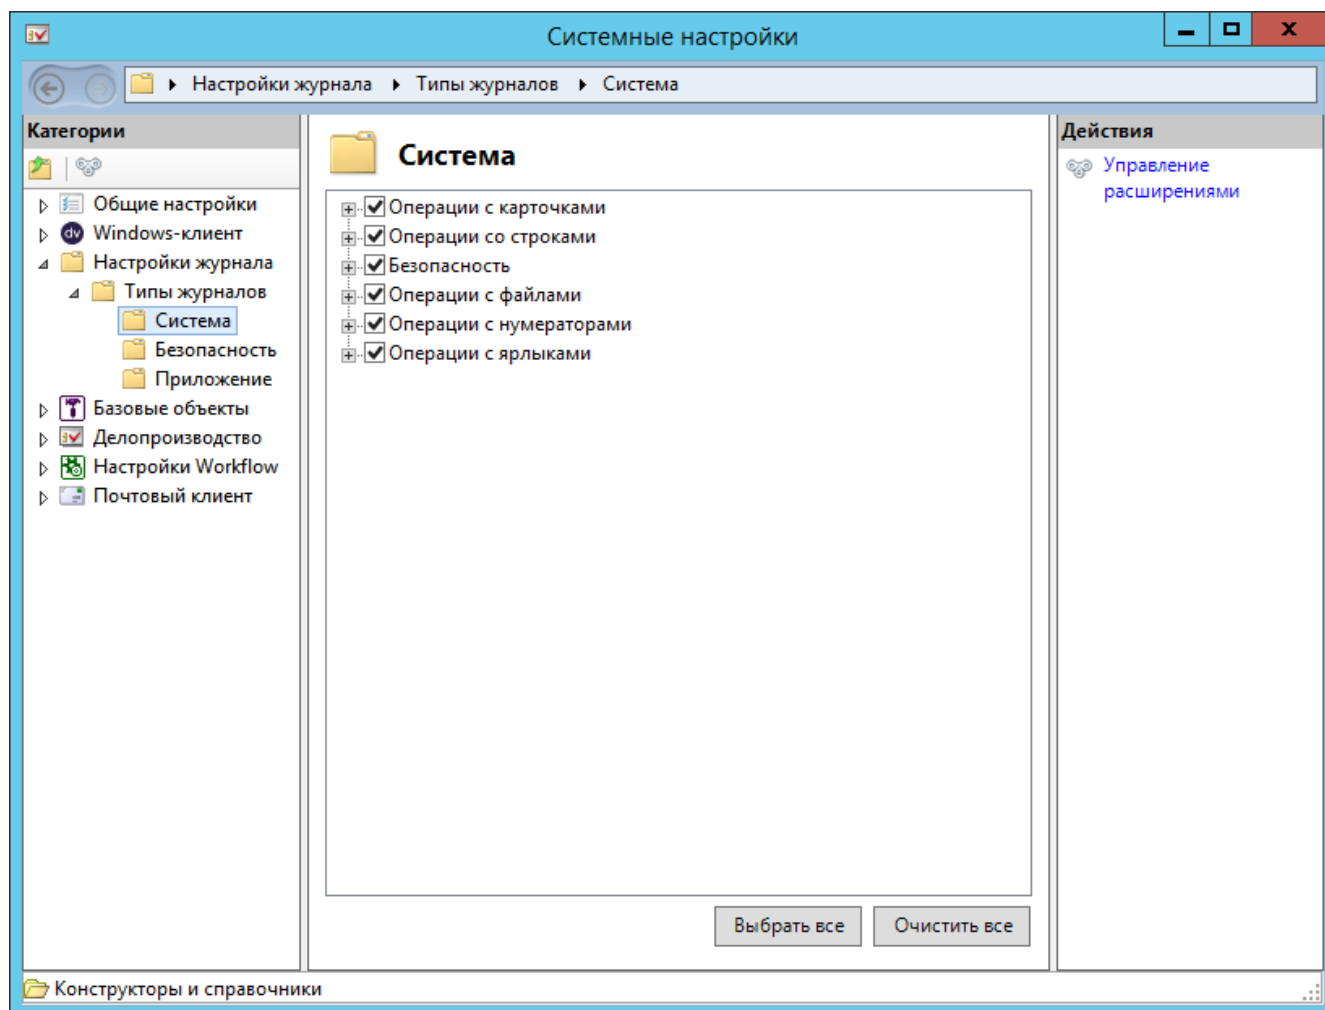 Системные настройки
Настройки журнала Типы журналов Система
Категории
Общие настройки
Windows-клиент
Настройки журнала
Типы журналов
Система
Безопасность
Приложение
Базовые объекты
Делопроизводство
Настройки Workflow
Почтовый клиент
Система
Операции с карточками
Операции со строками
Безопасность
Операции с файлами
Операции с нумераторами
Операции с ярлыками
Выбрать все Очистить все
Действия
Управление
расширениями
Конструкторы и справочники